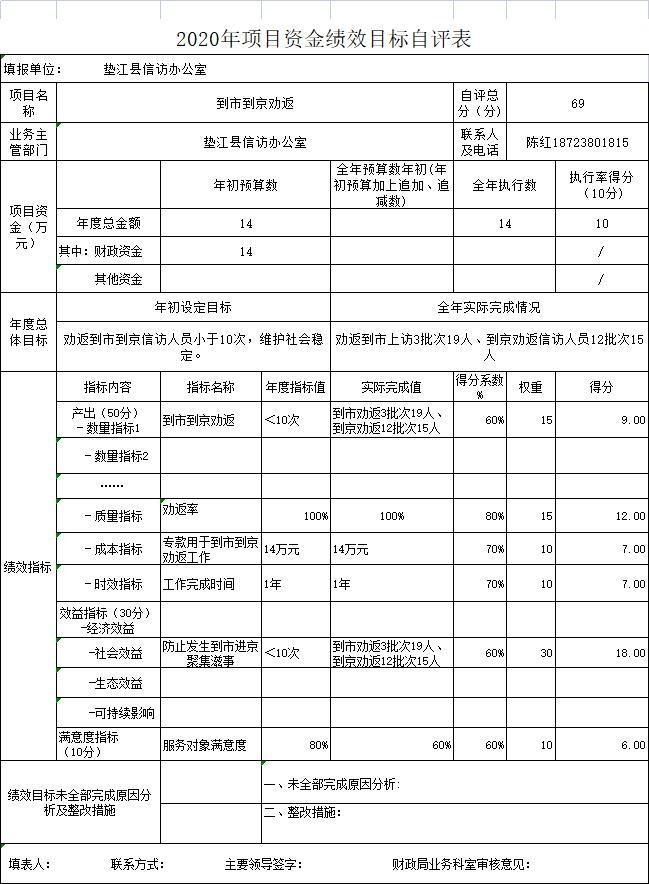 2020年项目资金绩效目标自评表
填报单位： 垫江县信访办公室
项目名称 到市到京劝返 自评总分（分） 69
业务主管部门 垫江县信访办公室 联系人及电话 陈红18723801815
项目资金（万元） 年初预算数 全年预算数年初(年初预算加上追加、追减数) 全年执行数 执行率得分（10分）
年度总金额 14 14 10
其中: 财政资金 14 /
其他资金 /
年度总体目标 年初设定目标 全年实际完成情况
劝返到市到京信访人员小于10次，维护社会稳定。 劝返到市上访3批次19人、到京劝返信访人员12批次15人
绩效指标 指标内容 指标名称 年度指标值 实际完成值 得分系数% 权重 得分
产出（50分）－数量指标1 到市到京劝返 ＜10次 到市劝返3批次19人、到京劝返12批次15人 60% 15 9.00
－数量指标2
……
－质量指标 劝返率 100% 100% 80% 15 12.00
－成本指标 专款用于到市到京劝返工作 14万元 14万元 70% 10 7.00
－时效指标 工作完成时间 1年 1年 70% 10 7.00
效益指标（30分）－经济效益
－社会效益 防止发生到市进京聚集滋事 ＜10次 到市劝返3批次19人、到京劝返12批次15人 60% 30 18.00
－生态效益
－可持续影响
满意度指标（10分） 服务对象满意度 80% 60% 60% 10 6.00
绩效目标未全部完成原因分析及整改措施 一、未全部完成原因分析:
二、整改措施：
填表人： 联系方式： 主要领导签字： 财政局业务科室审核意见：